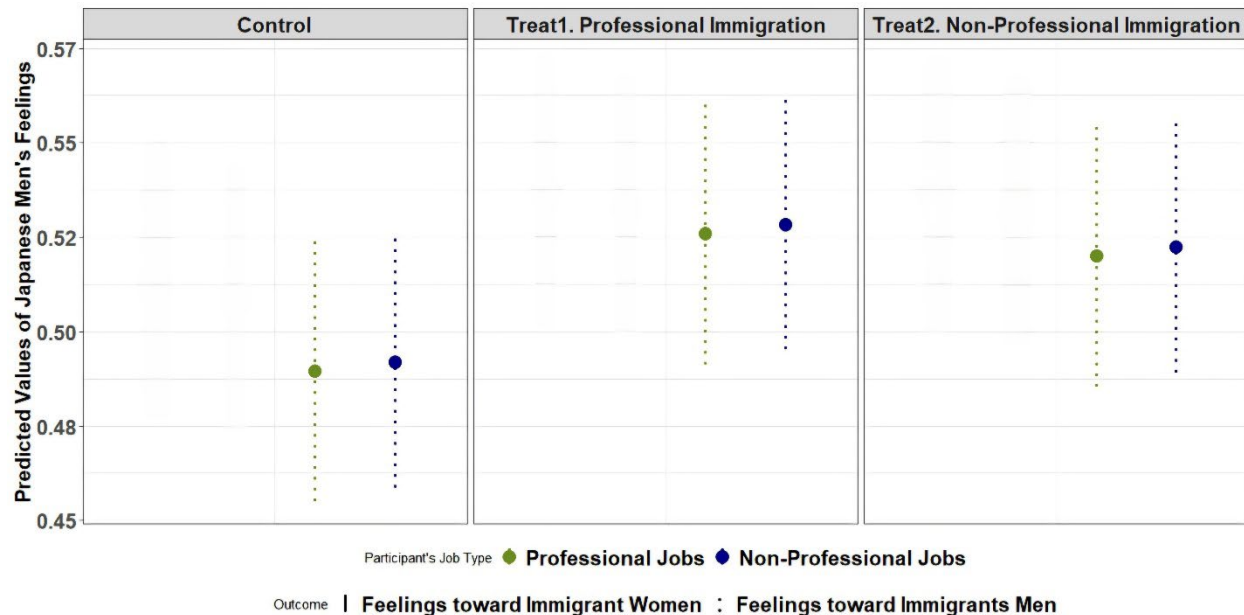 Control
Treat1. Professional Immigration
Treat2. Non-Professional Immigration
Predicted Values of Japanese Men's Feelings
0.57
0.55
0.52
0.50
0.48
0.45
Participant's Job Type Professional Jobs Non-Professional Jobs
Outcome Feelings toward Immigrant Women Feelings toward Immigrants Men